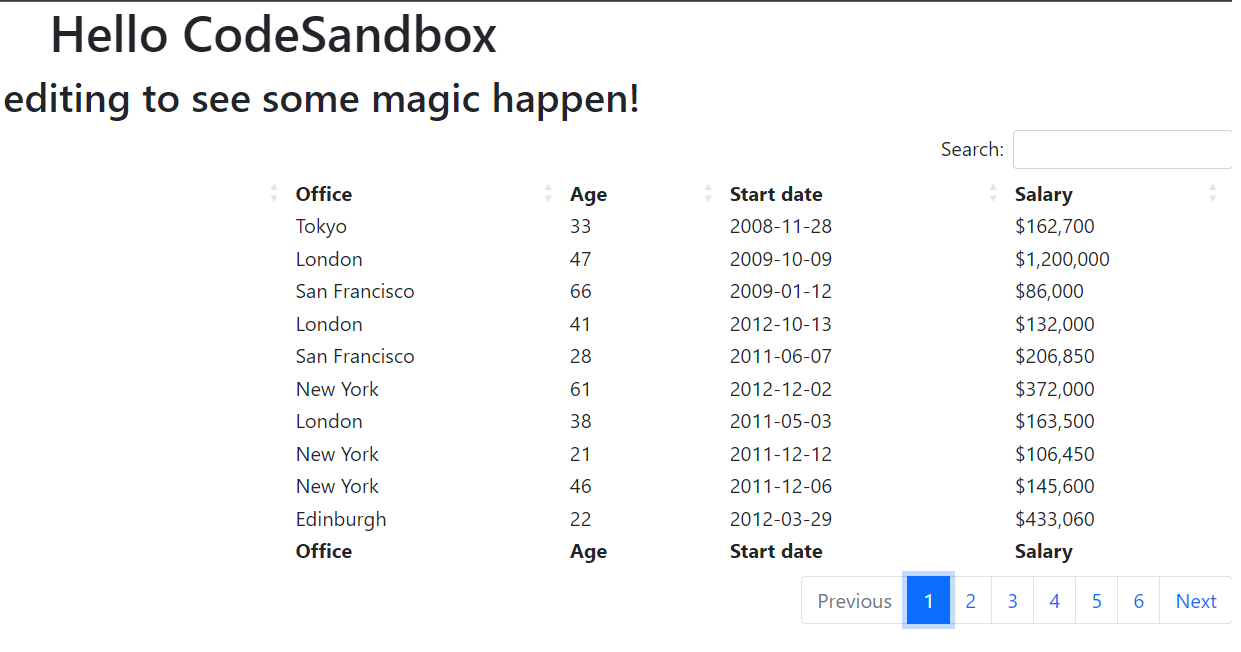 Hello CodeSandbox
editing to see some magic happen!
Search:
Office Age Start date Salary
Tokyo 33 2008-11-28 $162,700
London 47 2009-10-09 $1,200,000
San Francisco 66 2009-01-12 $86,000
London 41 2012-10-13 $132,000
San Francisco 28 2011-06-07 $206,850
New York 61 2012-12-02 $372,000
London 38 2011-05-03 $163,500
New York 21 2011-12-12 $106,450
New York 46 2011-12-06 $145,600
Edinburgh 22 2012-03-29 $433,060
Office Age Start date Salary
Previous 1 2 3 4 5 6 Next